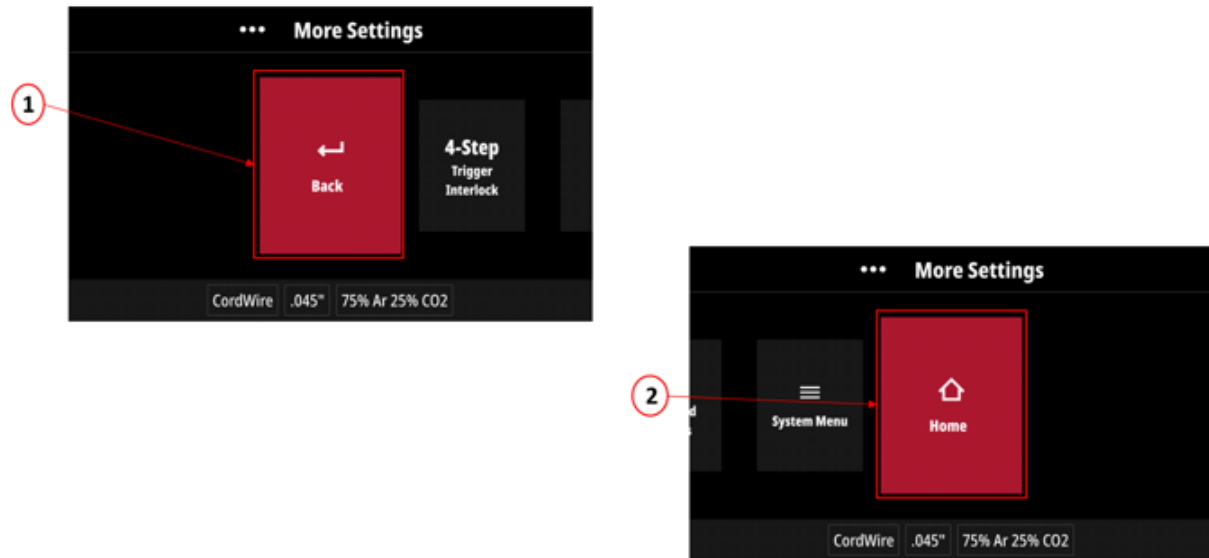 ••• More Settings
1
Back
4-Step
Trigger
Interlock
CordWire .045" 75% Ar 25% CO2
••• More Settings
2
System Menu
Home
CordWire .045" 75% Ar 25% CO2